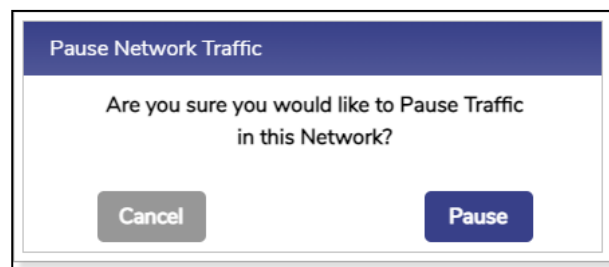 Pause Network Traffic
Are you sure you would like to Pause Traffic
in this Network?
Cancel
Pause